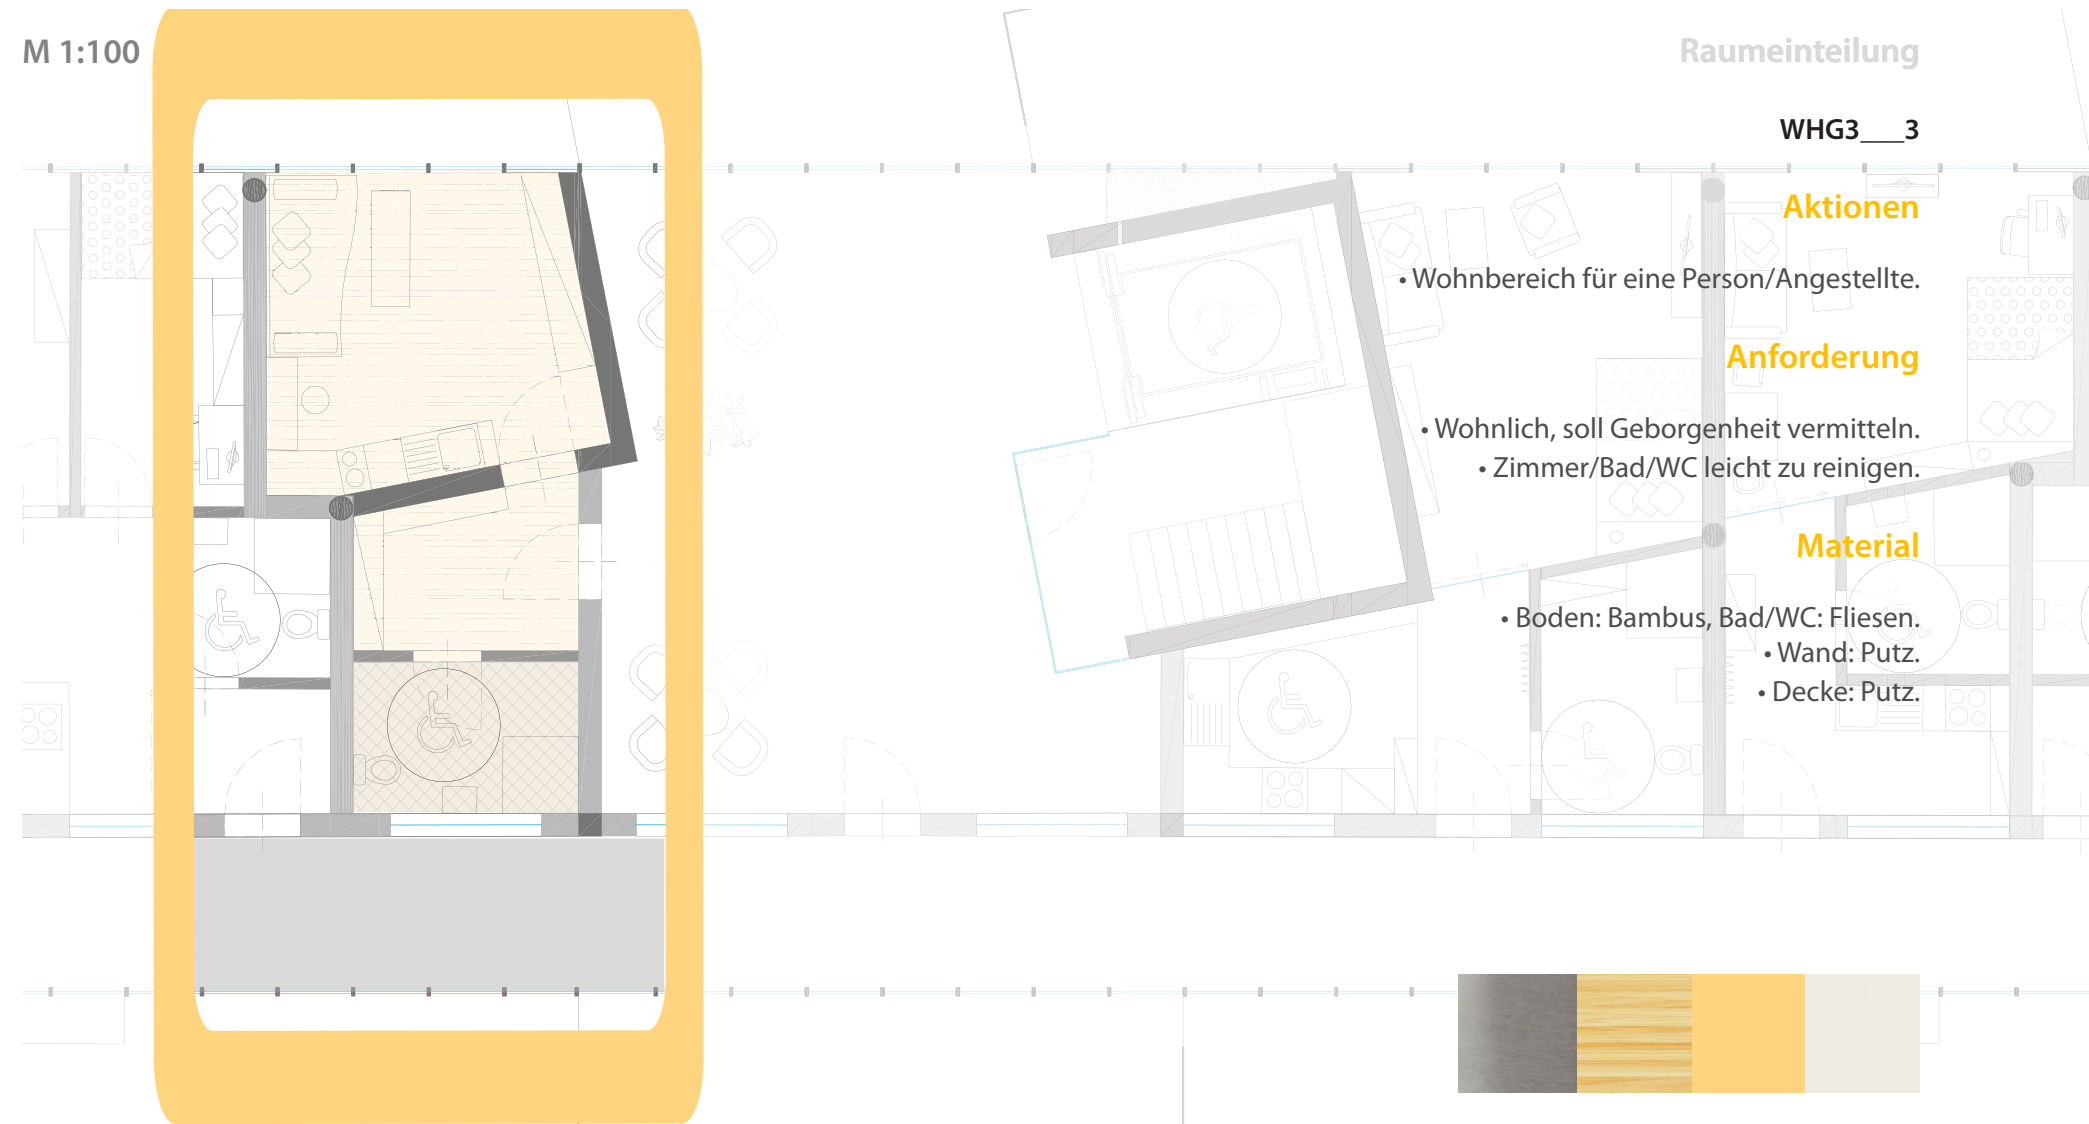 M 1:100
Raumeinteilung
WHG3___3
Aktionen
• Wohnbereich für eine Person/Angestellte.
Anforderung
• Wohnlich, soll Geborgenheit vermitteln.
• Zimmer/Bad/WC leicht zu reinigen.
Material
• Boden: Bambus, Bad/WC: Fliesen.
• Wand: Putz.
• Decke: Putz.